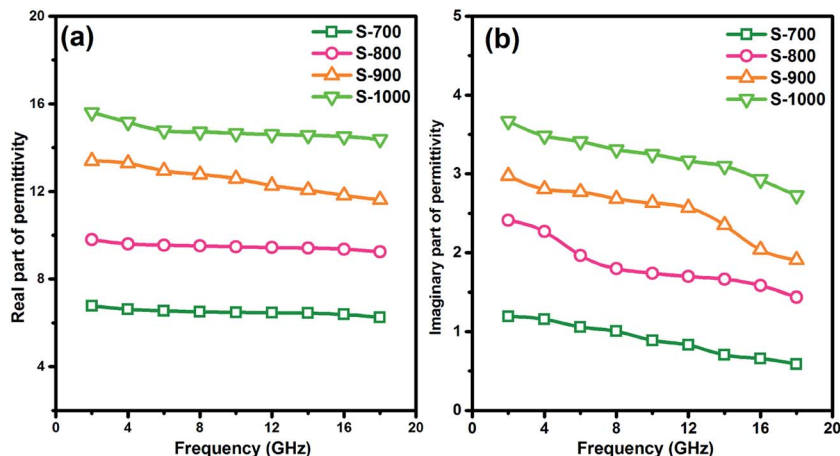 (a)
S-700
S-800
S-900
S-1000
20
16
12
8
4
Real part of permittivity
0 4 8 12 16 20
Frequency (GHz)
(b)
S-700
S-800
S-900
S-1000
5
4
3
2
1
0
Imaginary part of permittivity
0 4 8 12 16 20
Frequency (GHz)